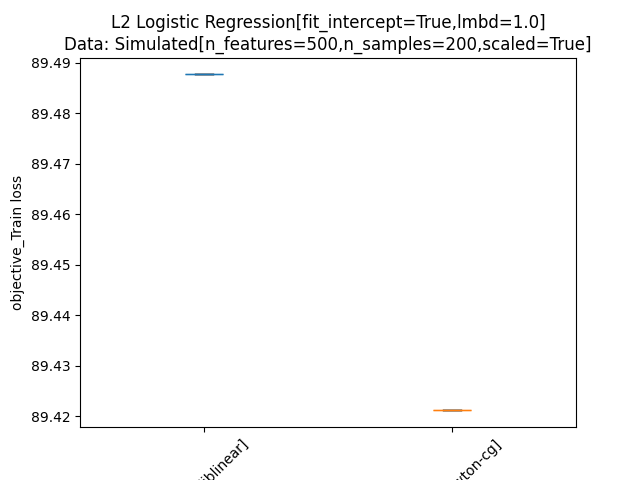 L2 Logistic Regression[fit_intercept=True,lmbd=1.0]
Data: Simulated[n_features=500,n_samples=200,scaled=True]
objective_Train loss
89.49
89.48
89.47
89.46
89.45
89.44
89.43
89.42
iblinear]
wton-cg]